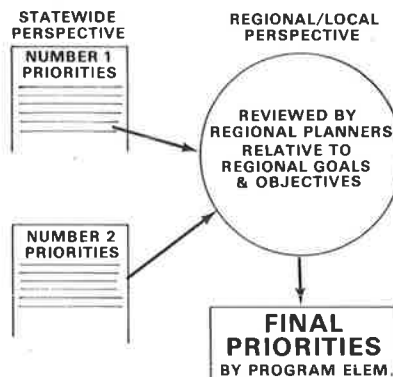 STATEWIDE
PERSPECTIVE
REGIONAL/LOCAL
PERSPECTIVE
NUMBER 1
PRIORITIES
REVIEWED BY
REGIONAL PLANNERS
RELATIVE TO
REGIONAL GOALS
& OBJECTIVES
NUMBER 2
PRIORITIES
FINAL
PRIORITIES
BY PROGRAM ELEM.